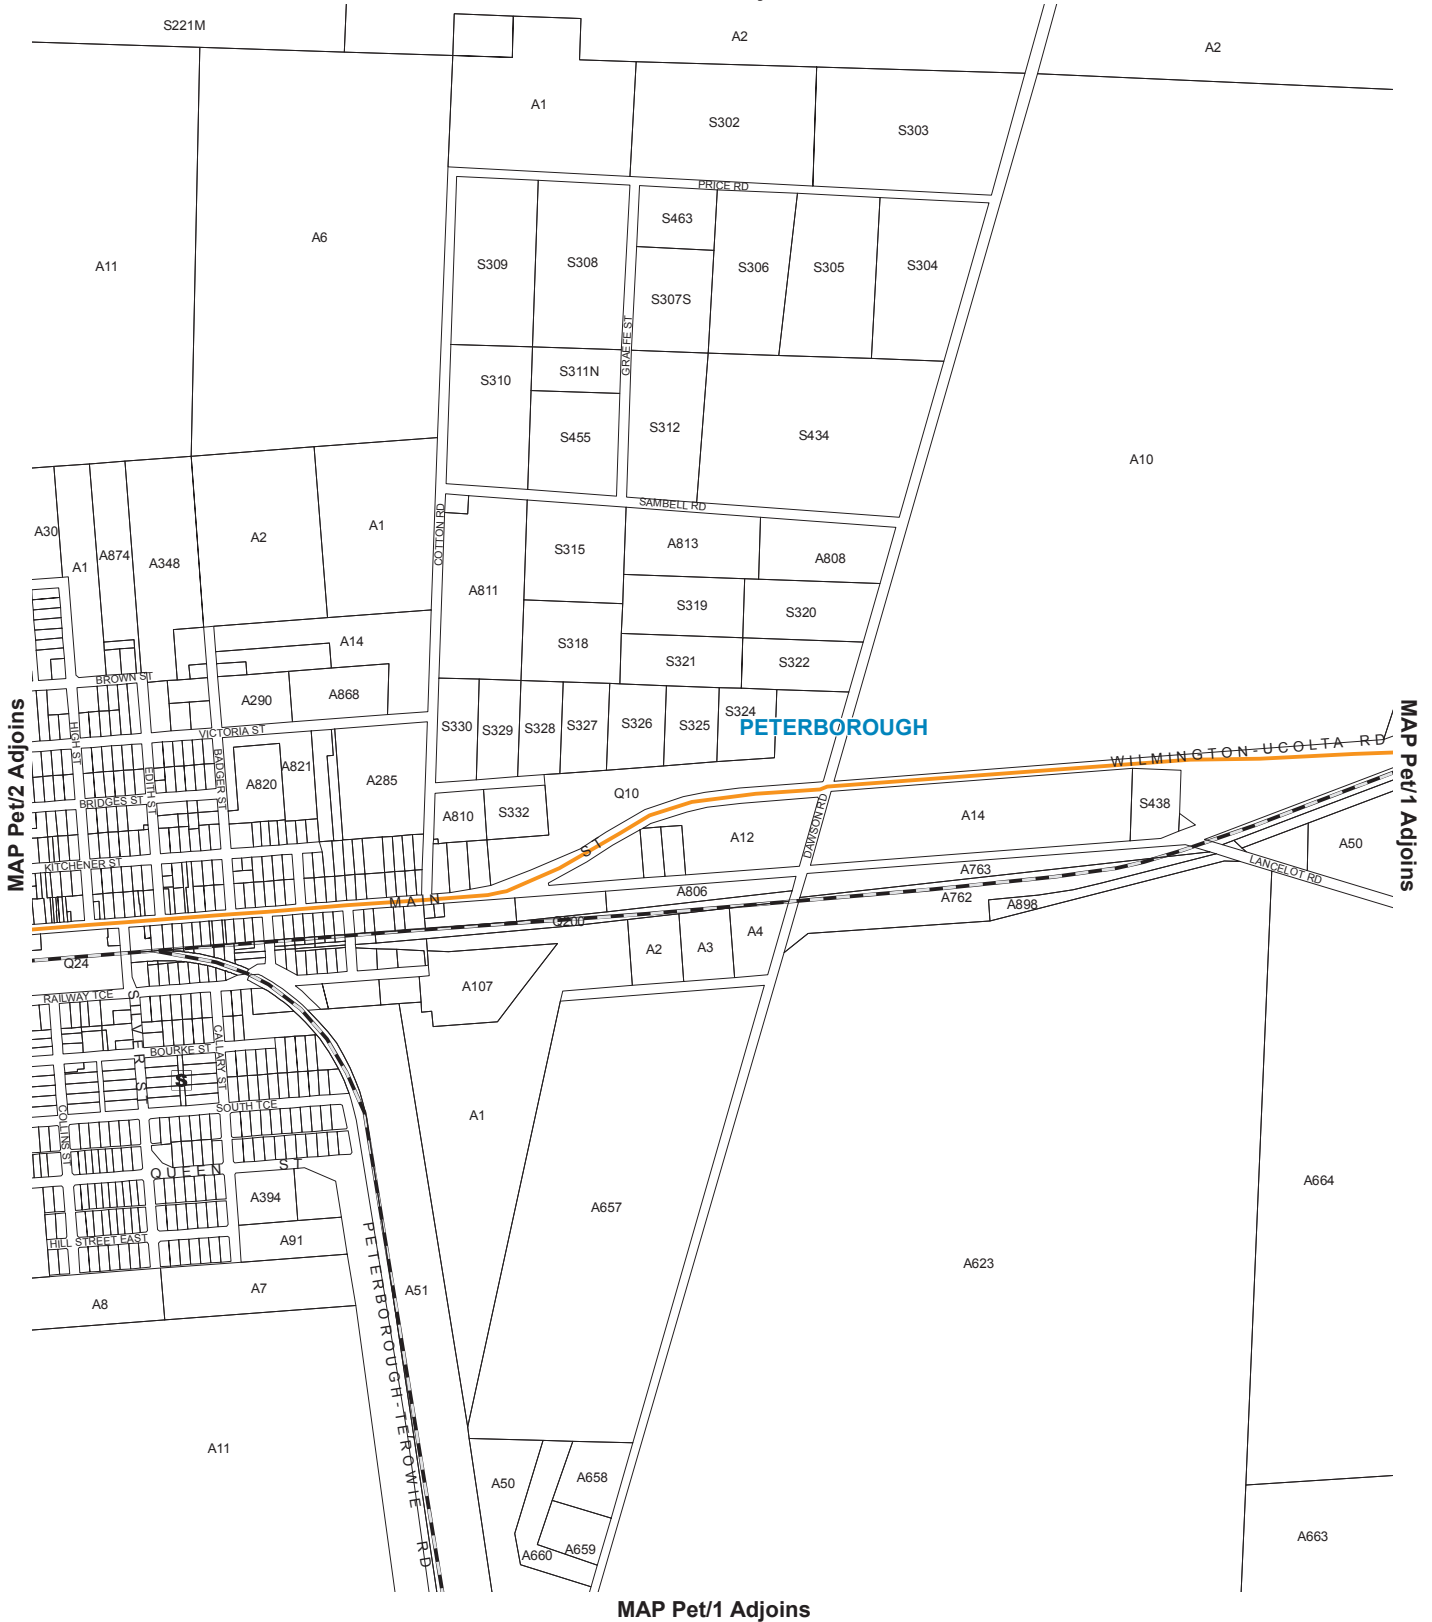 S221M
A2
A2
A1
S302
S303
PRICE RD
S463
A6
S309
S308
S306
S305
S304
A11
S307S
GRAEFE ST
S310
S311N
S455
S312
S434
A10
SAMBELL RD
COTTON RD
A30
A1
A874
A348
A2
A1
S315
A813
A808
A811
S319
S320
A14
S318
S321
S322
BROWN ST
A290
A868
S330
S329
S328
S327
S326
S325
S324
PETERBOROUGH
HIGH ST
VICTORIA ST
EDITH ST
BADGER ST
A820
A821
A285
WILMINGTON-UCOLTA RD
MAP Pet/2 Adjoins
MAP Pet/1 Adjoins
BRIDGES ST
A810
S332
Q10
A12
DAWSON RD
A14
S438
A50
KITCHENER ST
LANCELOT RD
MAIN ST
A806
A763
A762
A898
Q200
A2
A3
A4
Q24
A107
RAILWAY TCE
SILVER ST
CALLARY ST
BOURKE ST
S
SOUTH TCE
COLLINS ST
A1
QUEEN ST
A394
A657
A664
A91
HILL STREET EAST
A7
A8
A51
A623
PETERBOROUGH-TEROWIE RD
A11
A50
A658
A659
A660
A663
MAP Pet/1 Adjoins